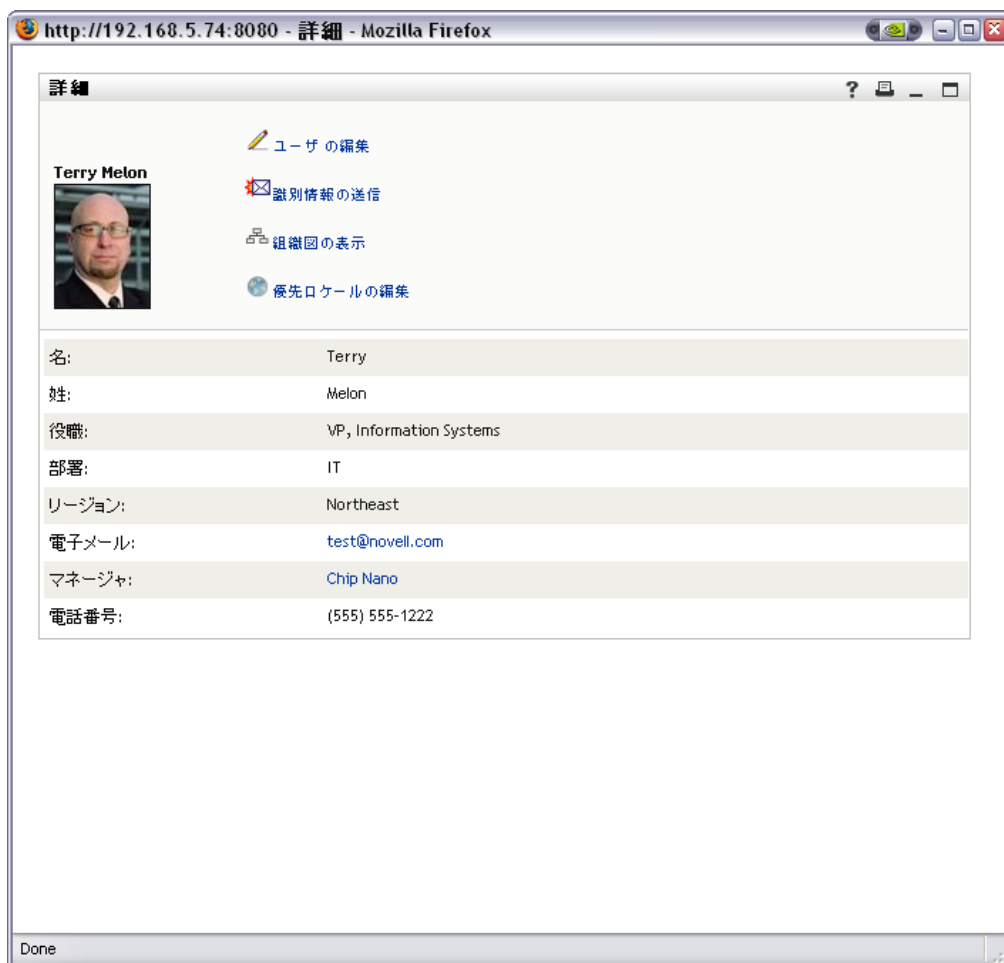 http://192.168.5.74:8080 - 詳細 - Mozilla Firefox
詳細
?
Terry Melon
ユーザ の編集
識別情報の送信
組織図の表示
優先ロケールの編集
名: Terry
姓: Melon
役職: VP, Information Systems
部署: IT
リージョン: Northeast
電子メール: test@novell.com
マネージャ: Chip Nano
電話番号: (555) 555-1222
Done